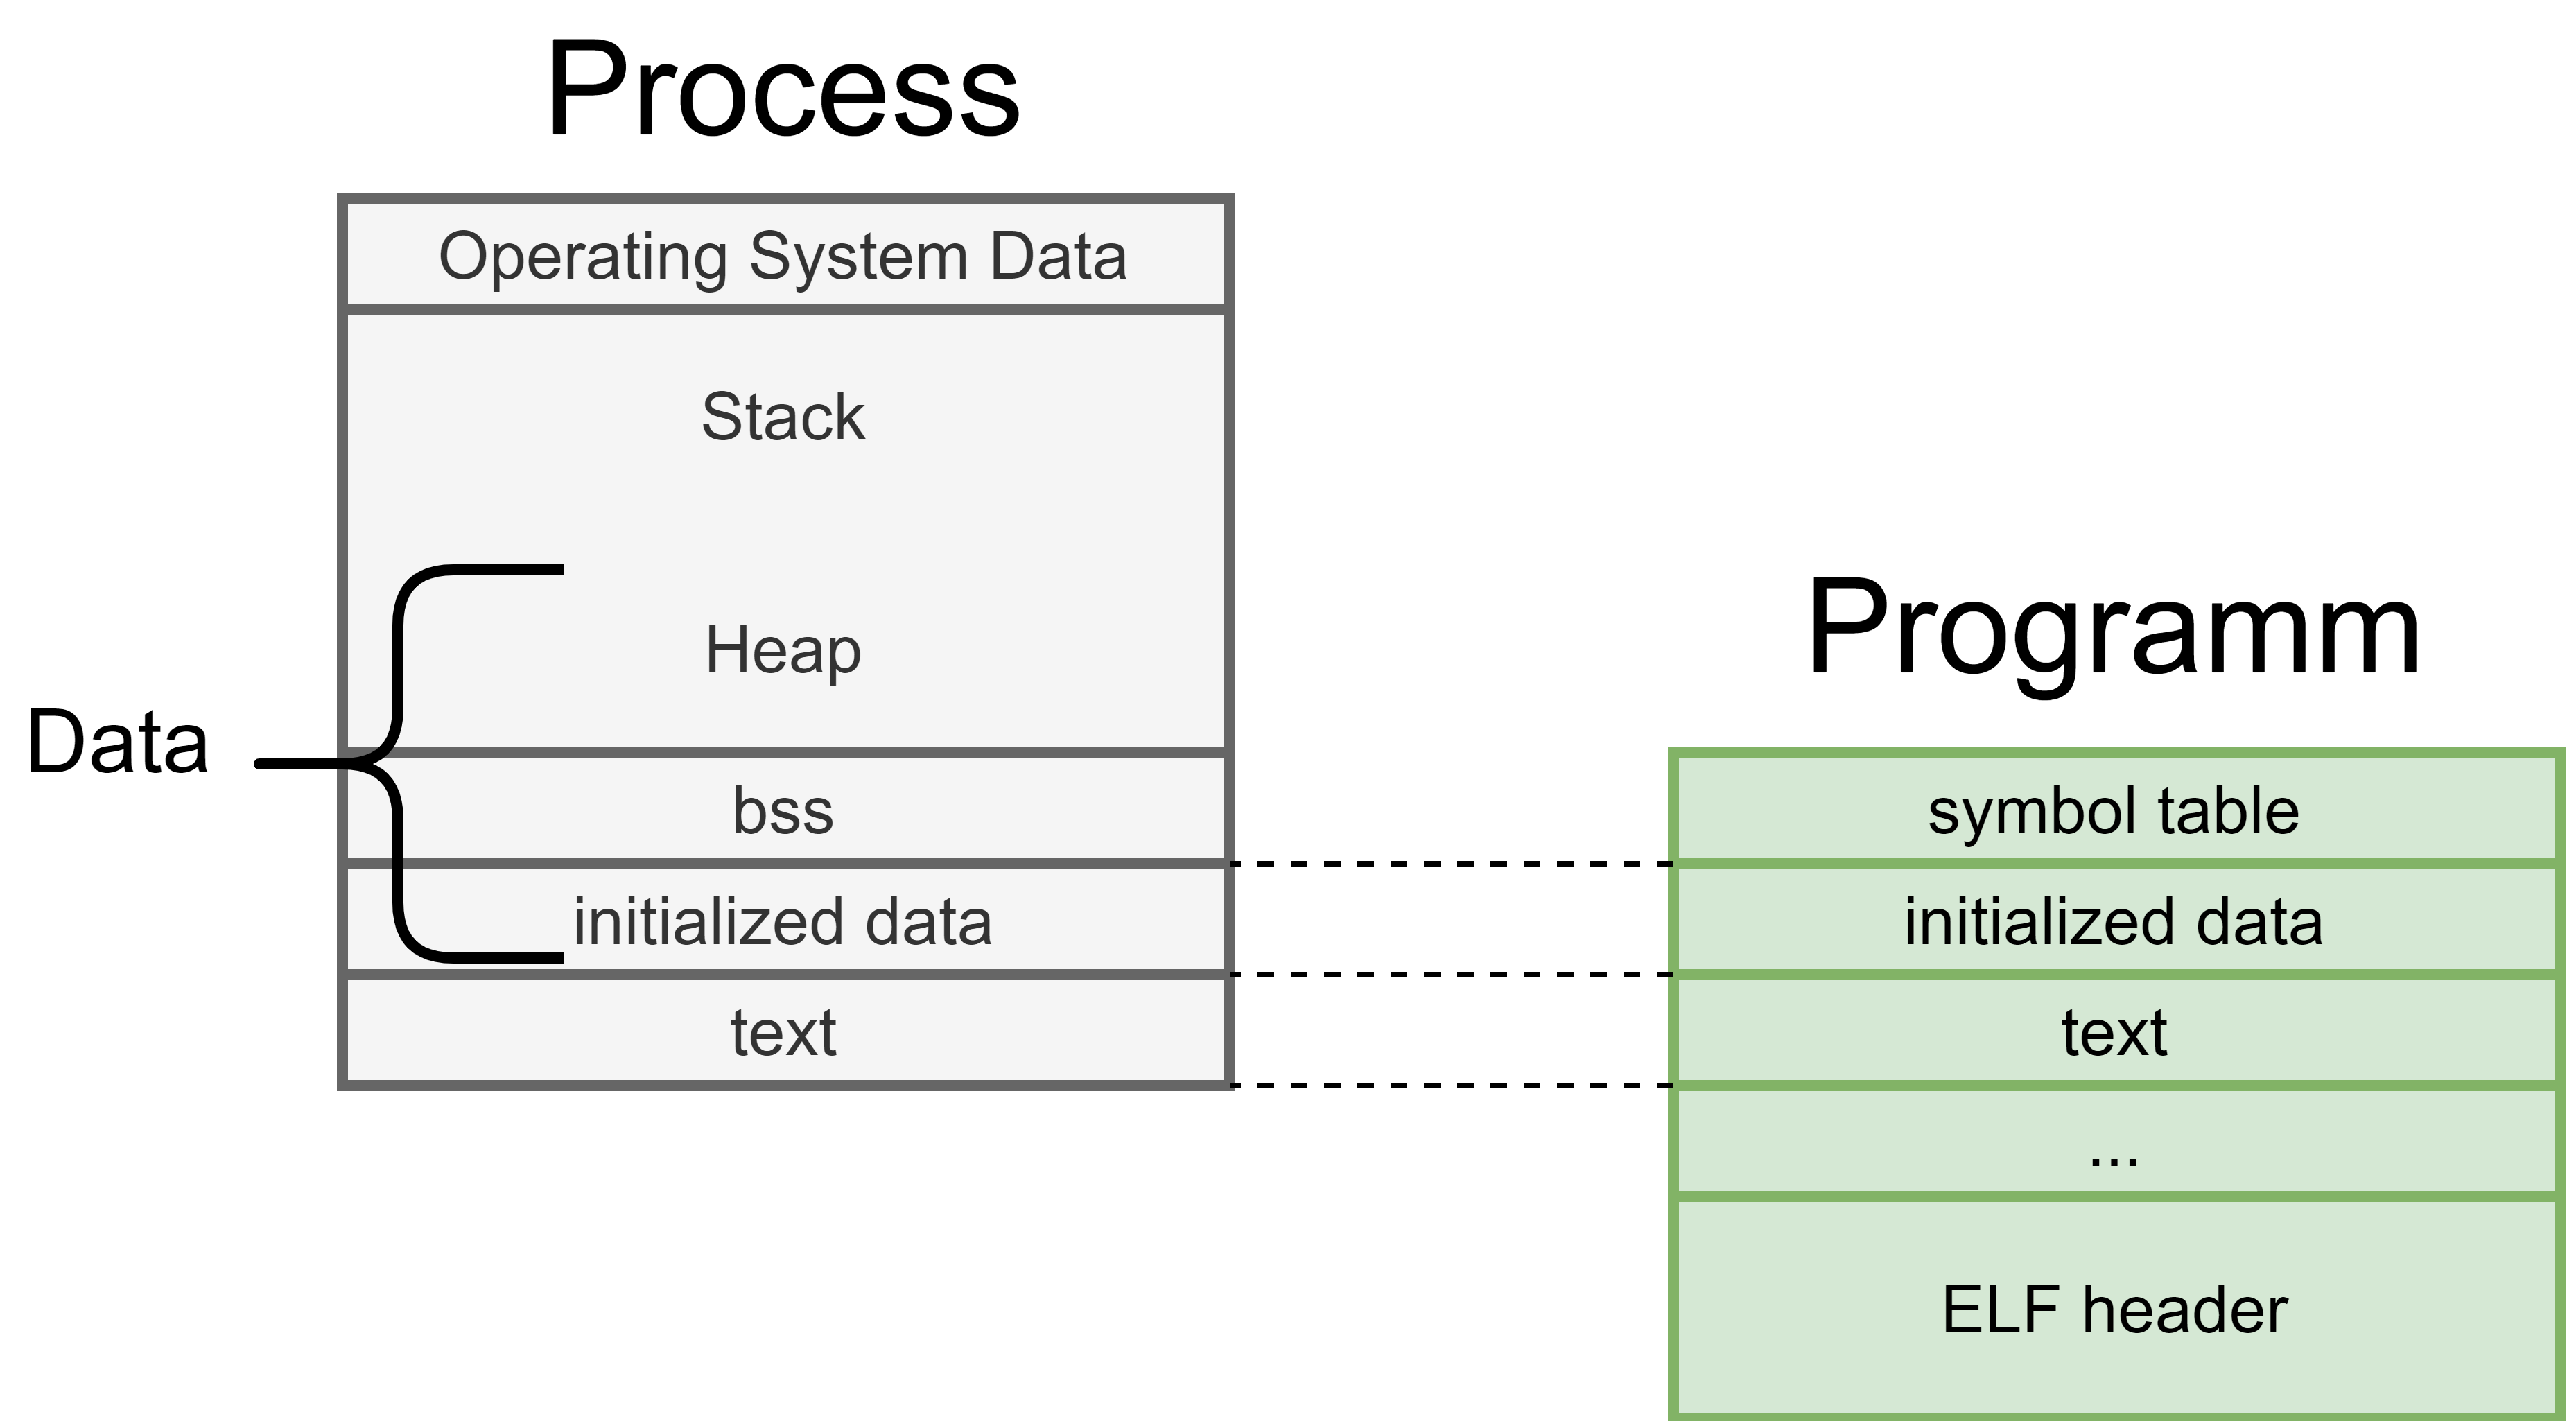 Process
Operating System Data
Stack
Heap
Data
bss
initialized data
text
Programm
symbol table
initialized data
text
...
ELF header